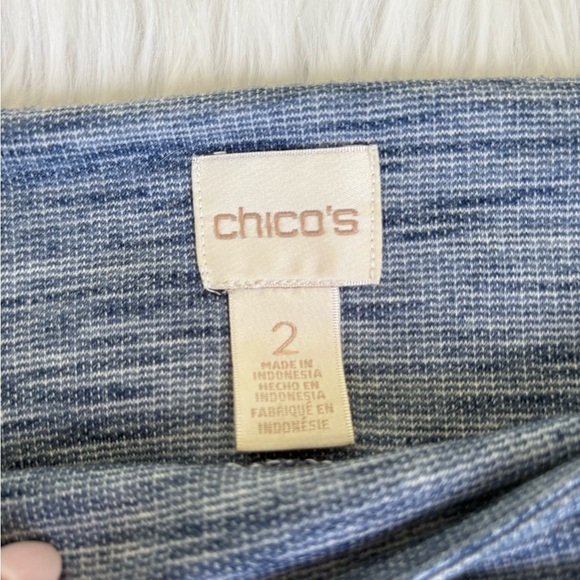 chico's
2
MADE IN
INDONESIA
HECHO EN
INDONESIA
FABRIQUÉ EN
INDONÉSIE